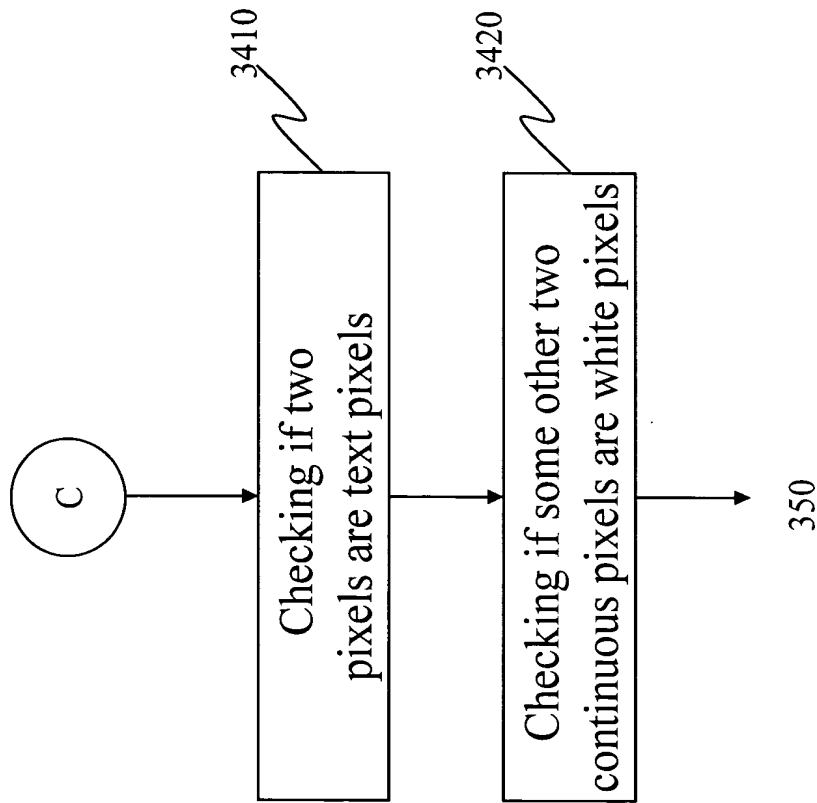 C
Checking if two
pixels are text pixels
3410
Checking if some other two
continuous pixels are white pixels
3420
350